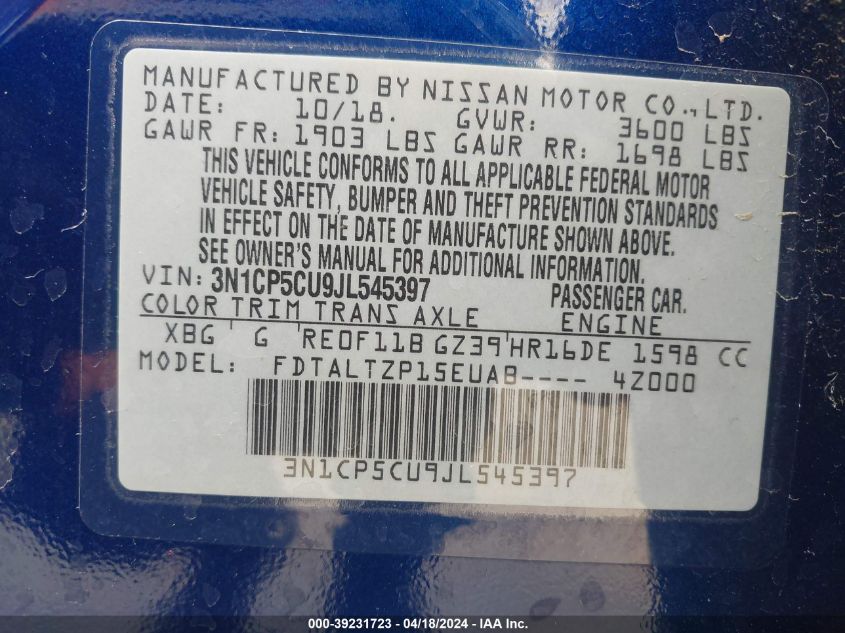 MANUFACTURED BY NISSAN MOTOR CO., LTD.
DATE: 10/18. GVWR: 3600 LBS
GAWR FR: 1903 LBS GAWR RR: 1698 LBS
THIS VEHICLE CONFORMS TO ALL APPLICABLE FEDERAL MOTOR
VEHICLE SAFETY, BUMPER AND THEFT PREVENTION STANDARDS
IN EFFECT ON THE DATE OF MANUFACTURE SHOWN ABOVE.
SEE OWNER'S MANUAL FOR ADDITIONAL INFORMATION.
VIN: 3N1CP5CU9JL545397 PASSENGER CAR.
COLOR TRIM TRANS AXLE ENGINE
XBG G RE0F11B GZ39 HR16DE 1598 CC
MODEL: FDTALTZP15EUAB---- 4Z000
3N1CP5CU9JL545397
000-39231723 - 04/18/2024 - IAA Inc.